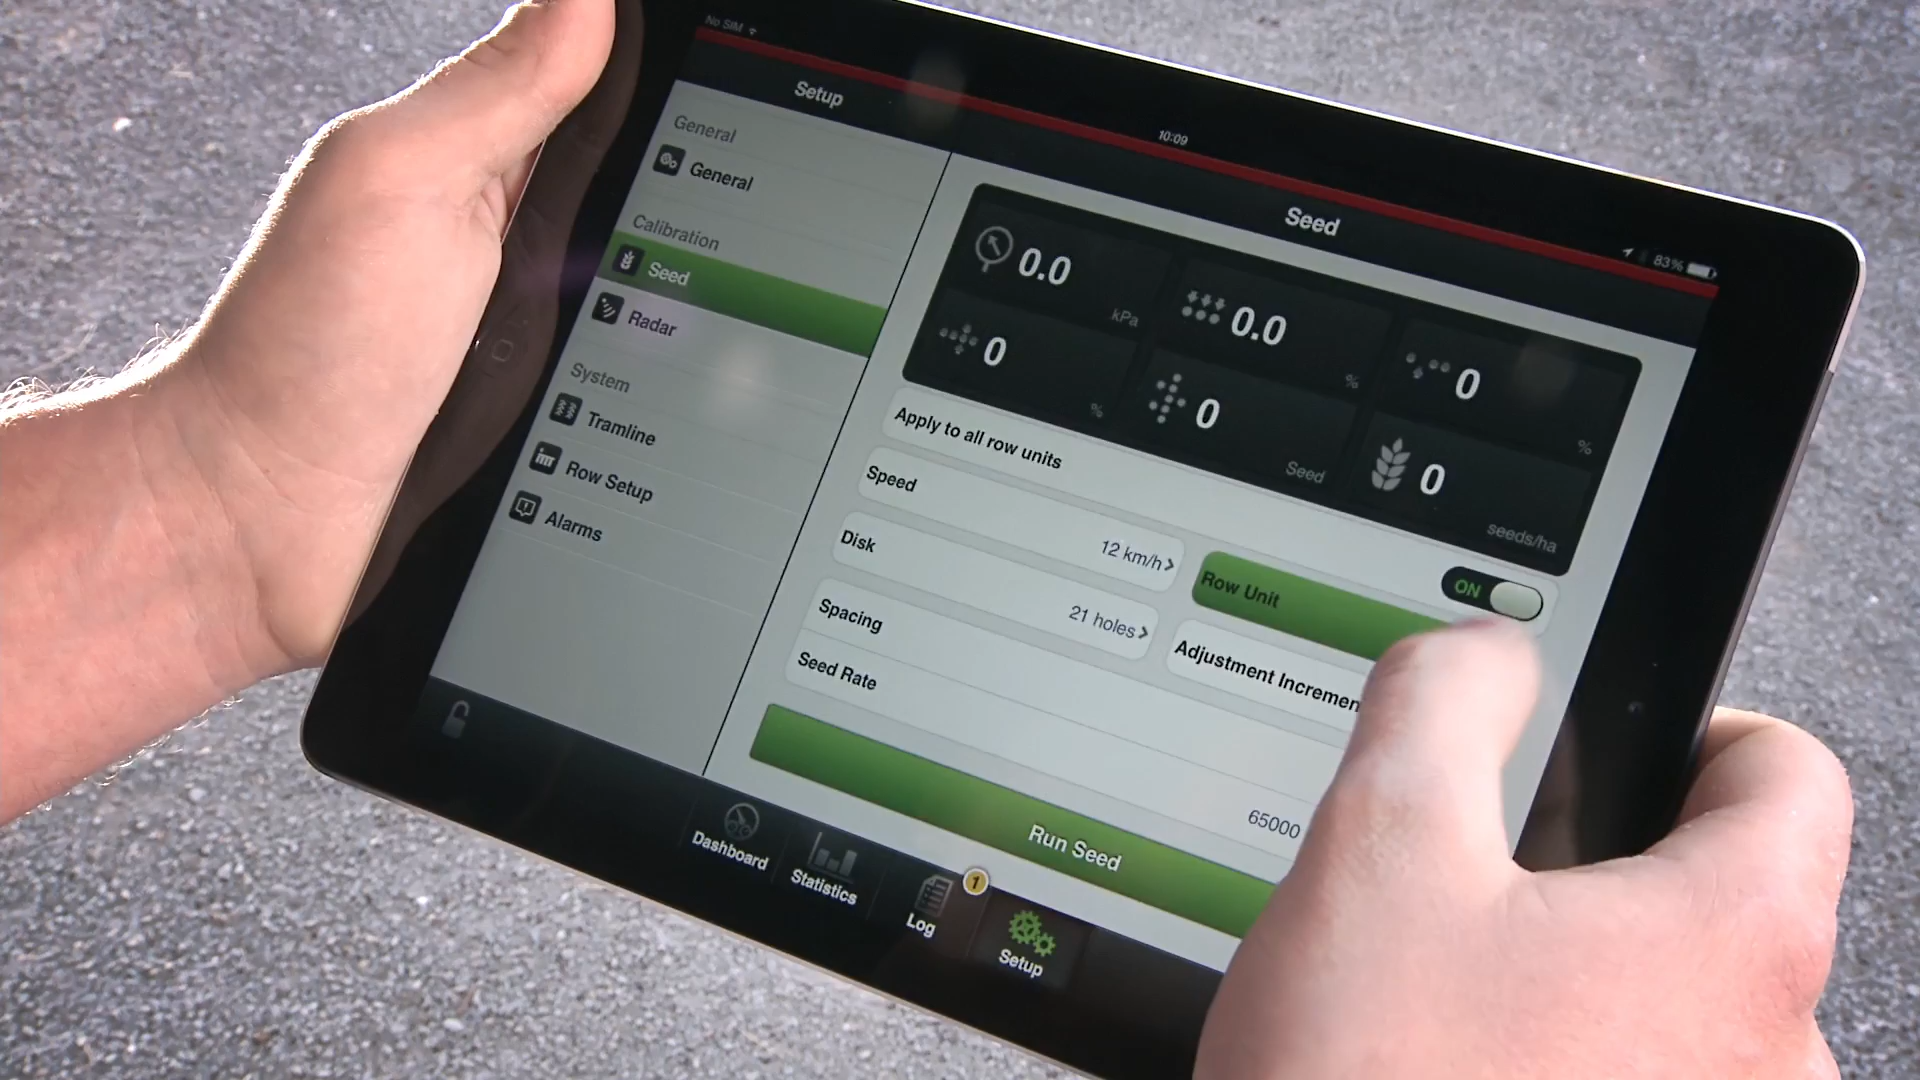 No SIM
10:09
83%
Setup
Seed
General
General
Calibration
Seed
Radar
System
Tramline
Row Setup
Alarms
0.0
kPa
0.0
%
0
%
0
%
0
Seed
0
seeds/ha
Apply to all row units
ON
Speed
12 km/h
Row Unit
Disk
21 holes
Adjustment
Spacing
Seed Rate
65000
Run Seed
Dashboard
Statistics
Log
1
Setup